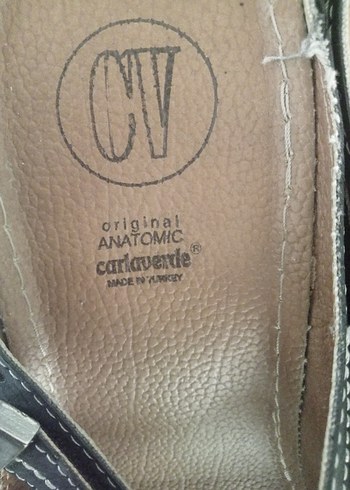 CV
original
ANATOMIC
carlaverde®
MADE IN TURKEY